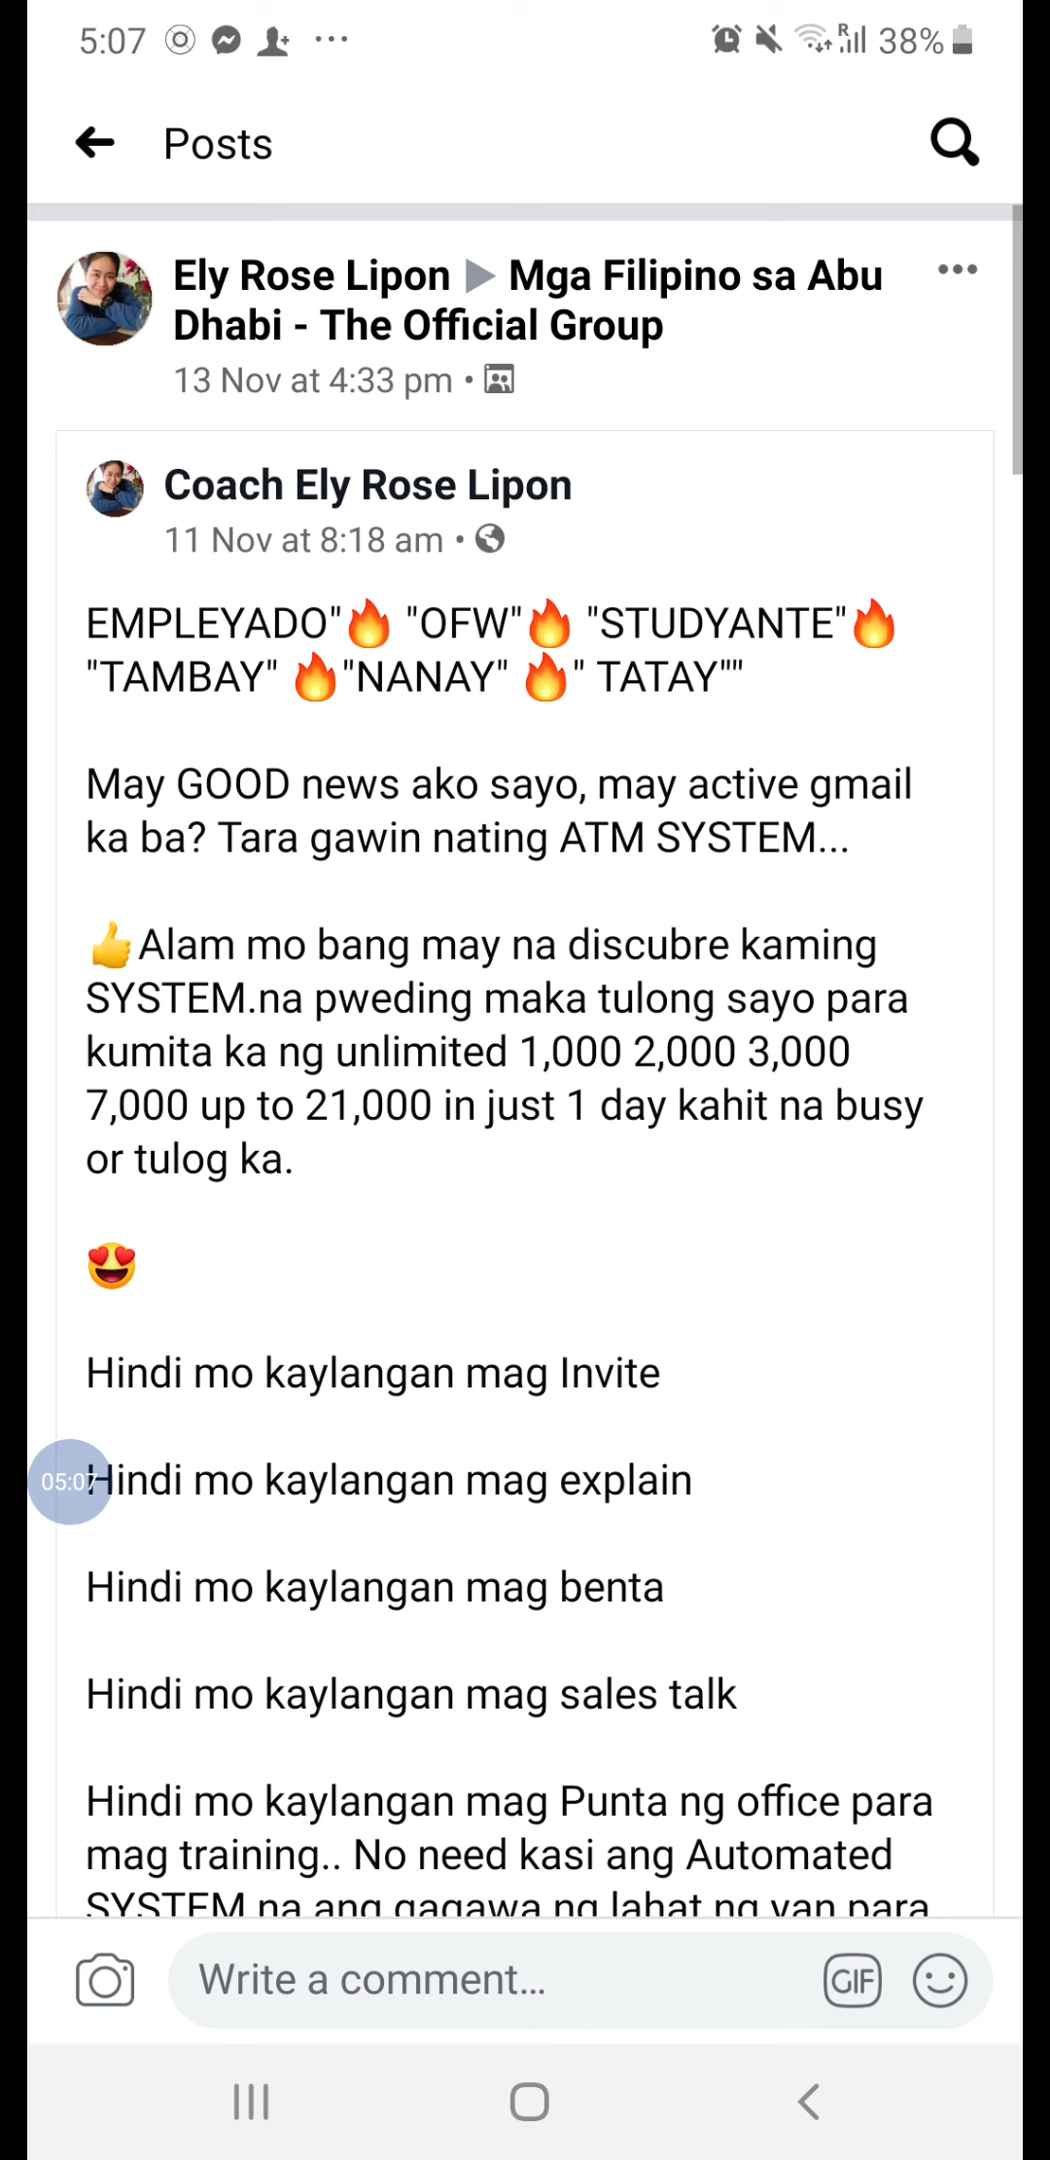 5:07 38%
Posts
Ely Rose Lipon ▶ Mga Filipino sa Abu
Dhabi - The Official Group
13 Nov at 4:33 pm •
Coach Ely Rose Lipon
11 Nov at 8:18 am •
EMPLEYADO"🔥 "OFW"🔥 "STUDYANTE"🔥
"TAMBAY" 🔥"NANAY" 🔥" TATAY""
May GOOD news ako sayo, may active gmail
ka ba? Tara gawin nating ATM SYSTEM...
👍Alam mo bang may na discubre kaming
SYSTEM.na pweding maka tulong sayo para
kumita ka ng unlimited 1,000 2,000 3,000
7,000 up to 21,000 in just 1 day kahit na busy
or tulog ka.
😍
Hindi mo kaylangan mag Invite
05:07
Hindi mo kaylangan mag explain
Hindi mo kaylangan mag benta
Hindi mo kaylangan mag sales talk
Hindi mo kaylangan mag Punta ng office para
mag training.. No need kasi ang Automated
SYSTEM na ang gagawa ng lahat ng yan para
Write a comment...
GIF